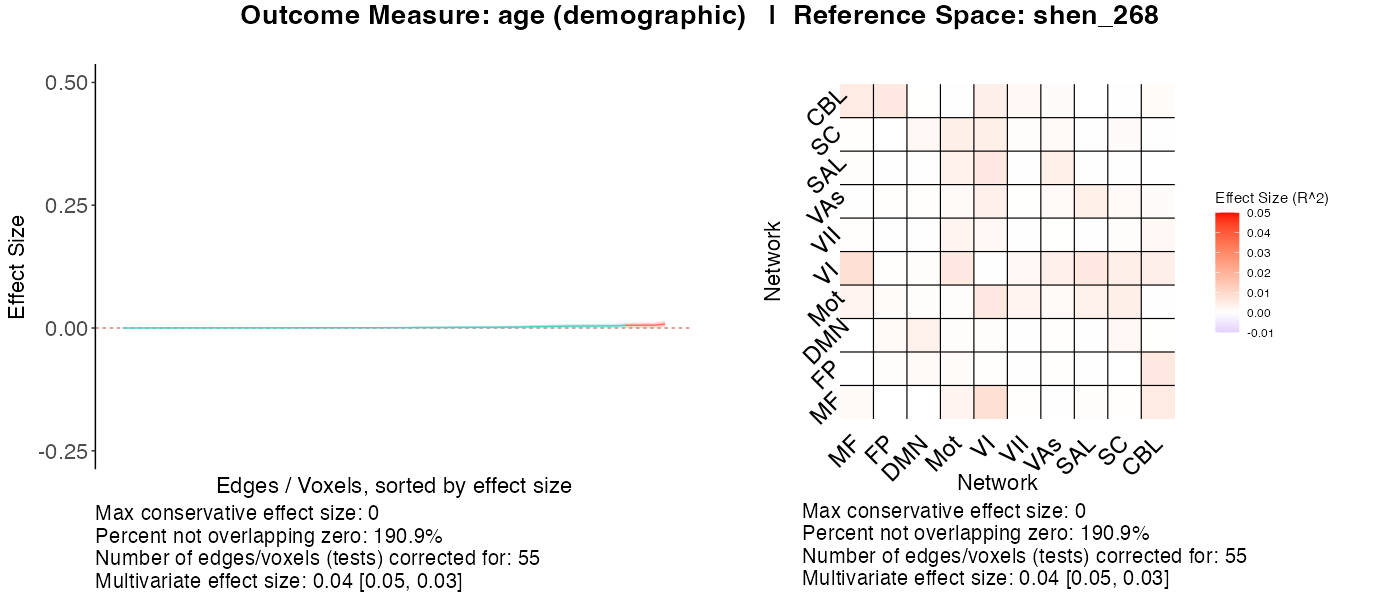 Outcome Measure: age (demographic) | Reference Space: shen_268
Effect Size
0.50
0.25
0.00
-0.25
Edges / Voxels, sorted by effect size
Max conservative effect size: 0
Percent not overlapping zero: 190.9%
Number of edges/voxels (tests) corrected for: 55
Multivariate effect size: 0.04 [0.05, 0.03]
Network
CBL
SC
SAL
VAs
VII
VI
Mot
DMN
FP
MF
MF FP DMN Mot VI VII VAs SAL SC CBL
Network
Effect Size (R^2)
0.05
0.04
0.03
0.02
0.01
0.00
-0.01
Max conservative effect size: 0
Percent not overlapping zero: 190.9%
Number of edges/voxels (tests) corrected for: 55
Multivariate effect size: 0.04 [0.05, 0.03]